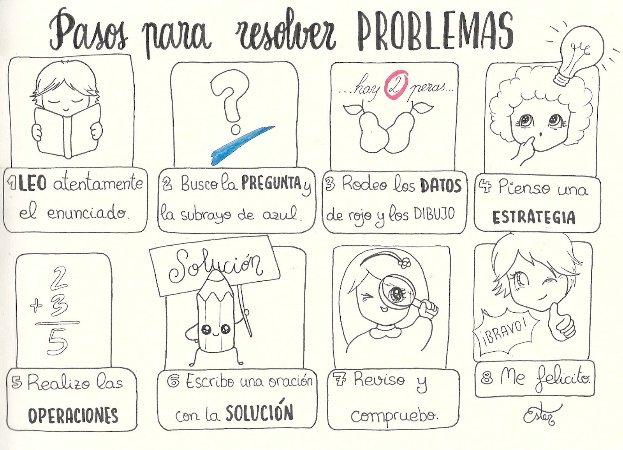 Pasos para resolver PROBLEMAS
1 LEO atentamente
el enunciado.
?
2 Busco la PREGUNTA y
la subrayo de azul.
...hay 2 peras...
3 Rodeo los DATOS
de rojo y los DIBUJO
4 Pienso una
ESTRATEGIA
2
+ 3
5
5 Realizo las
OPERACIONES
Solución
6 Escribo una oración
con la SOLUCIÓN
7 Reviso y
compruebo.
¡BRAVO!
8 Me felicito.
Ester